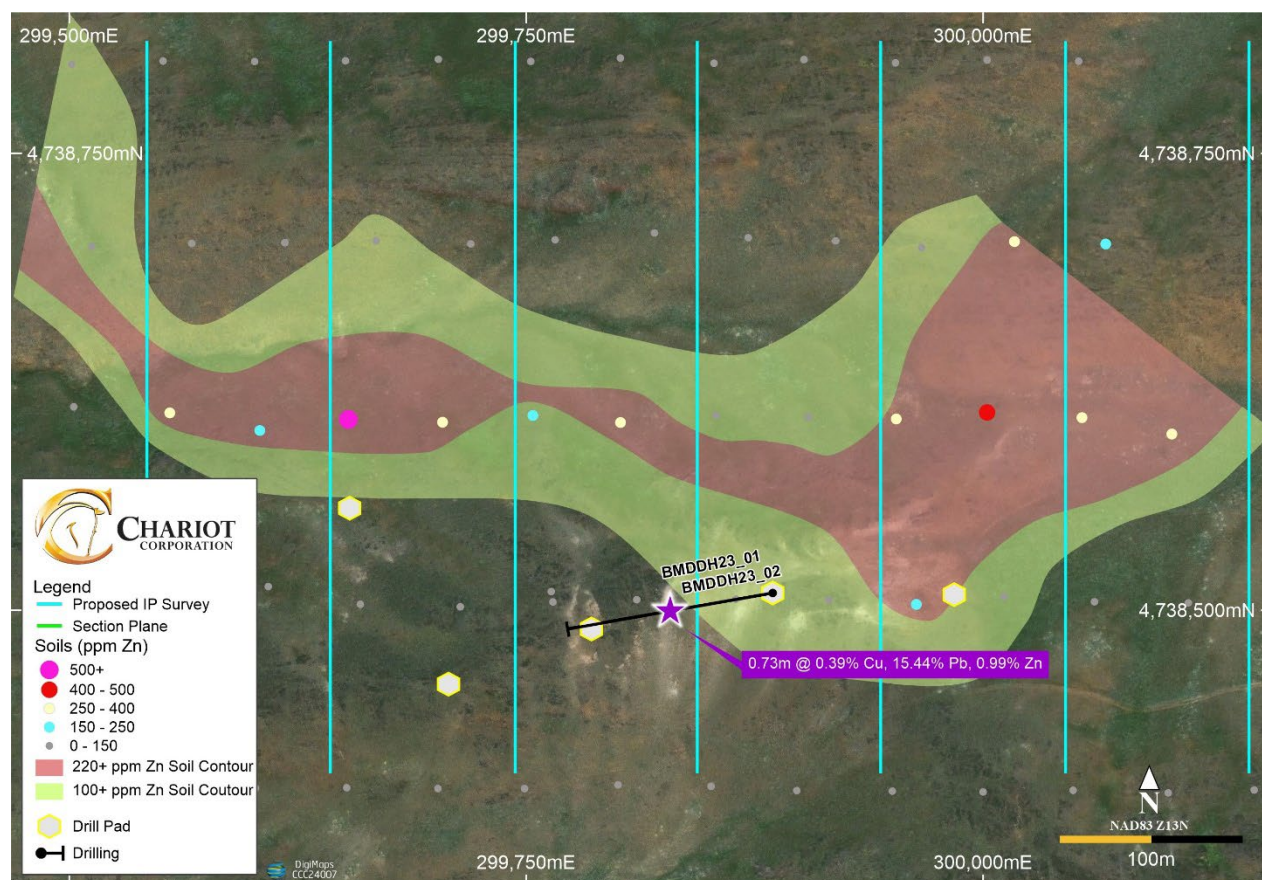 299,500mE
299,750mE
300,000mE
4,738,750mN
4,738,750mN
CHARIOT
CORPORATION
Legend
Proposed IP Survey
Section Plane
Soils (ppm Zn)
500+
400 - 500
250 - 400
150 - 250
0 - 150
220+ ppm Zn Soil Contour
100+ ppm Zn Soil Coutour
Drill Pad
Drilling
BMDDH23_01
BMDDH23_02
4,738,500mN
0.73m @ 0.39% Cu, 15.44% Pb, 0.99% Zn
N
NAD83 Z13N
100m
DigiMaps
CCC24007
299,750mE
300,000mE